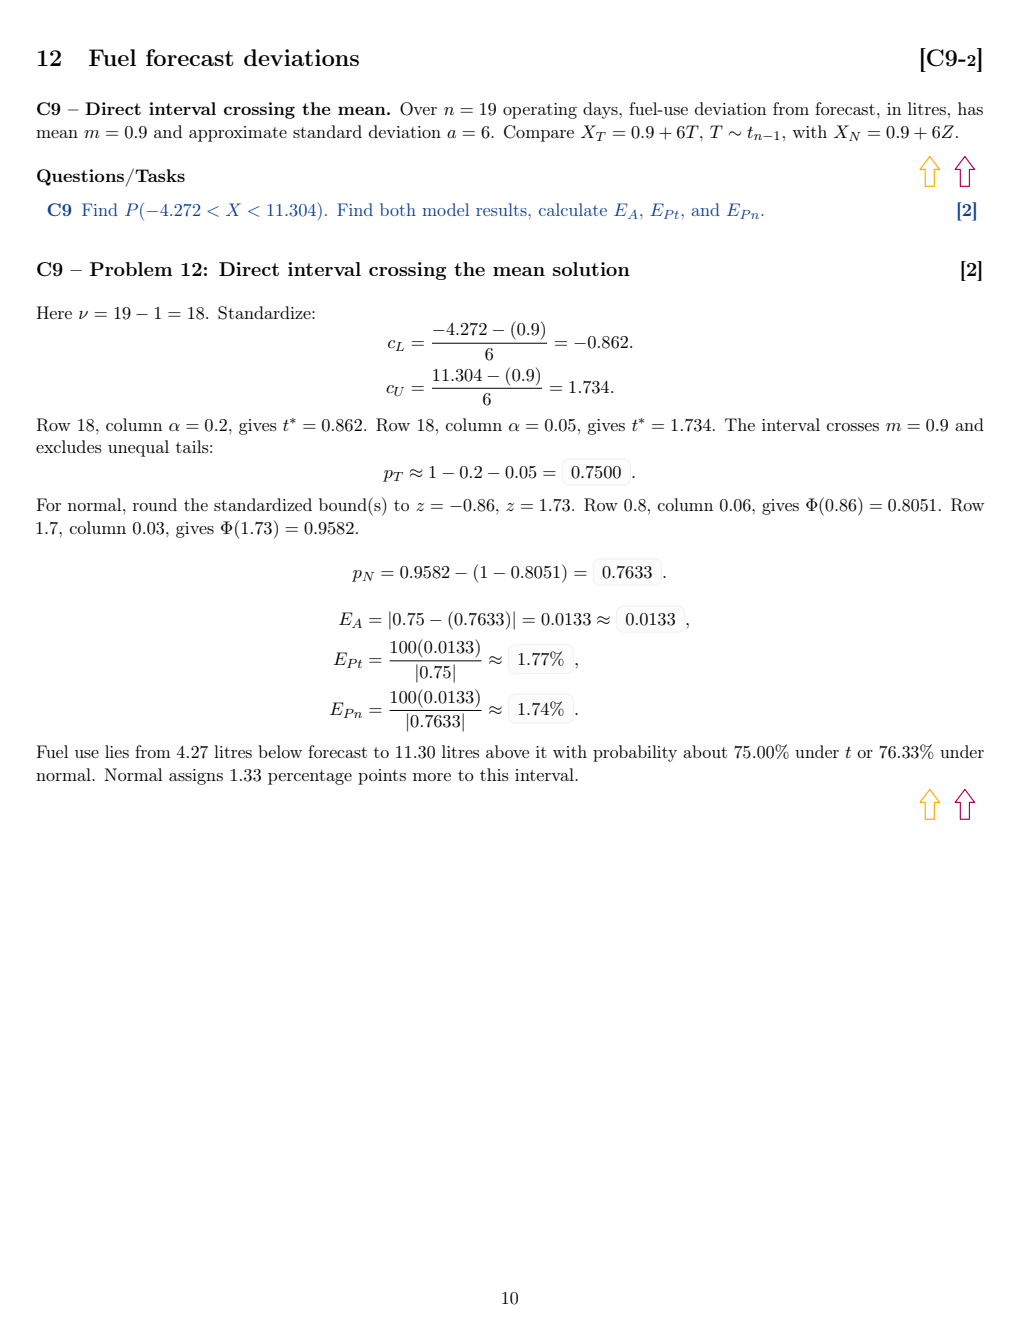 12 Fuel forecast deviations [C9-2]
C9 – Direct interval crossing the mean. Over n = 19 operating days, fuel-use deviation from forecast, in litres, has
mean m = 0.9 and approximate standard deviation a = 6. Compare X_T = 0.9 + 6T, T ∼ t_{n−1}, with X_N = 0.9 + 6Z.
Questions/Tasks
C9 Find P(−4.272 < X < 11.304). Find both model results, calculate E_A, E_{Pt}, and E_{Pn}. [2]
C9 – Problem 12: Direct interval crossing the mean solution [2]
Here ν = 19 − 1 = 18. Standardize:
c_L = \frac{−4.272 − (0.9)}{6} = −0.862.
c_U = \frac{11.304 − (0.9)}{6} = 1.734.
Row 18, column α = 0.2, gives t* = 0.862. Row 18, column α = 0.05, gives t* = 1.734. The interval crosses m = 0.9 and
excludes unequal tails:
p_T ≈ 1 − 0.2 − 0.05 = 0.7500 .
For normal, round the standardized bound(s) to z = −0.86, z = 1.73. Row 0.8, column 0.06, gives Φ(0.86) = 0.8051. Row
1.7, column 0.03, gives Φ(1.73) = 0.9582.
p_N = 0.9582 − (1 − 0.8051) = 0.7633 .
E_A = |0.75 − (0.7633)| = 0.0133 ≈ 0.0133 ,
E_{Pt} = \frac{100(0.0133)}{|0.75|} ≈ 1.77% ,
E_{Pn} = \frac{100(0.0133)}{|0.7633|} ≈ 1.74% .
Fuel use lies from 4.27 litres below forecast to 11.30 litres above it with probability about 75.00% under t or 76.33% under
normal. Normal assigns 1.33 percentage points more to this interval.
10